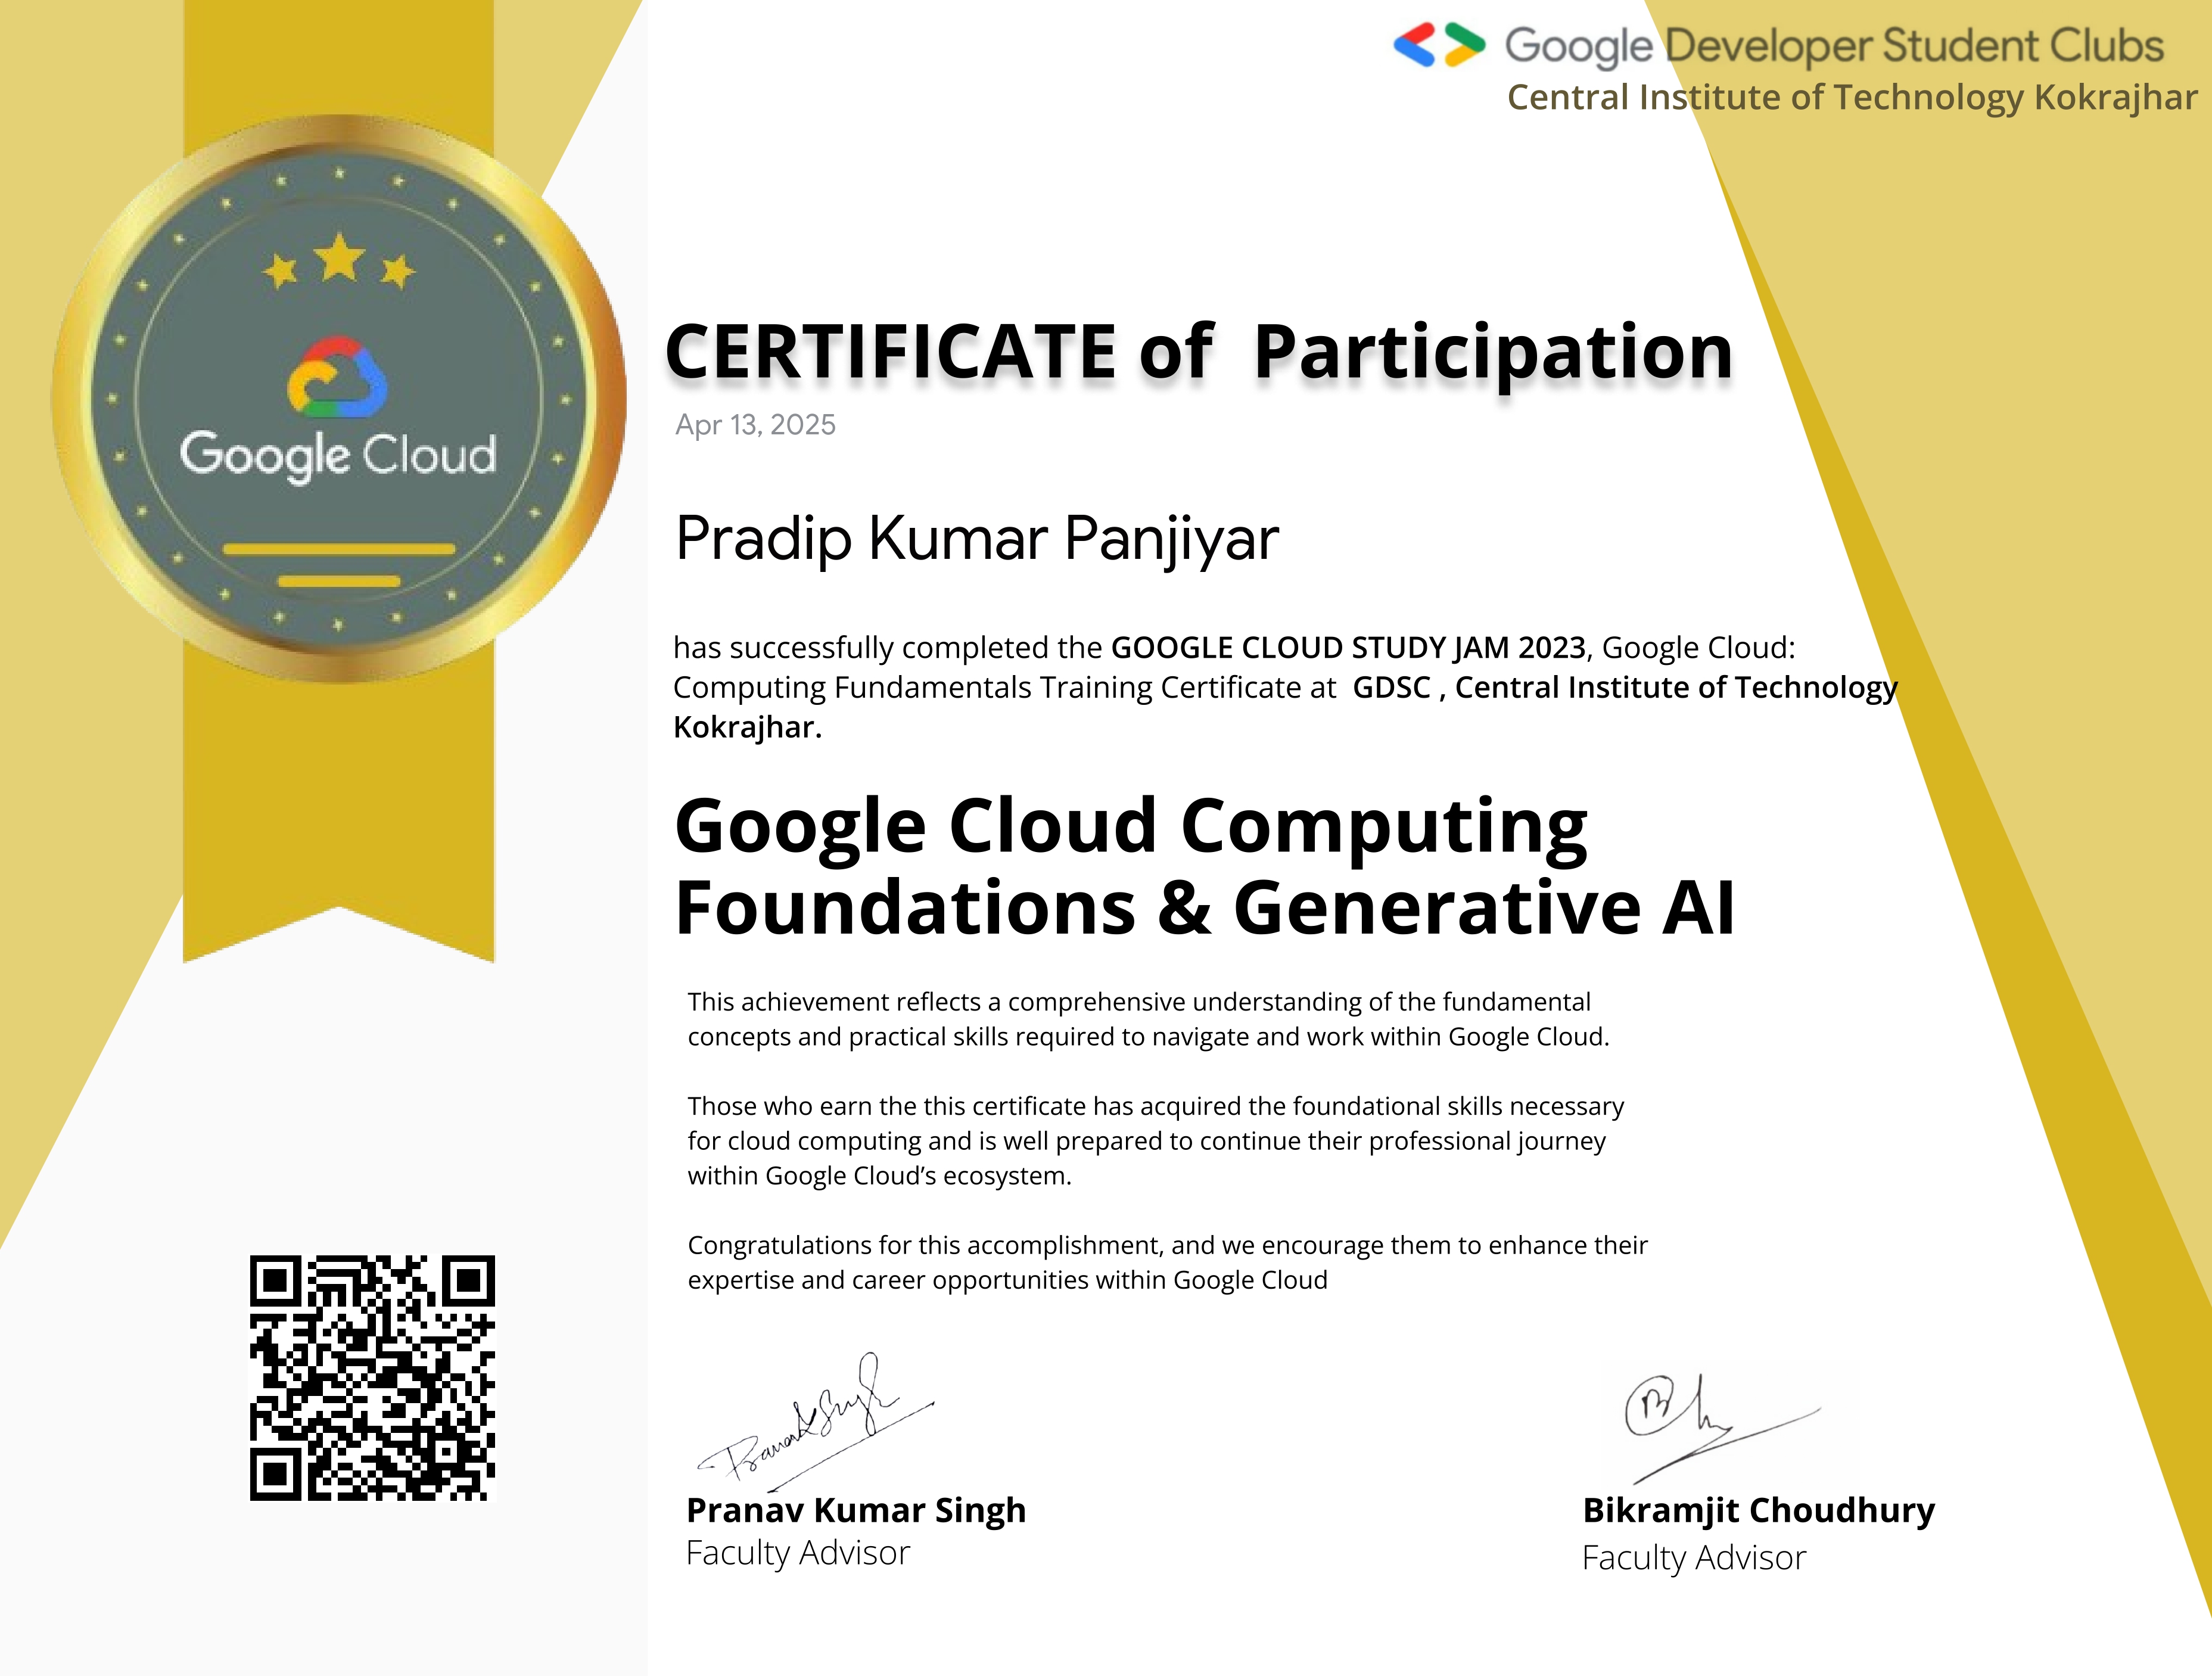 Google Developer Student Clubs
Central Institute of Technology Kokrajhar
Google Cloud
CERTIFICATE of Participation
Apr 13, 2025
Pradip Kumar Panjiyar
has successfully completed the GOOGLE CLOUD STUDY JAM 2023, Google Cloud:
Computing Fundamentals Training Certificate at GDSC , Central Institute of Technology
Kokrajhar.
Google Cloud Computing
Foundations & Generative AI
This achievement reflects a comprehensive understanding of the fundamental
concepts and practical skills required to navigate and work within Google Cloud.
Those who earn the this certificate has acquired the foundational skills necessary
for cloud computing and is well prepared to continue their professional journey
within Google Cloud’s ecosystem.
Congratulations for this accomplishment, and we encourage them to enhance their
expertise and career opportunities within Google Cloud
Pranav Kumar Singh
Faculty Advisor
Bikramjit Choudhury
Faculty Advisor